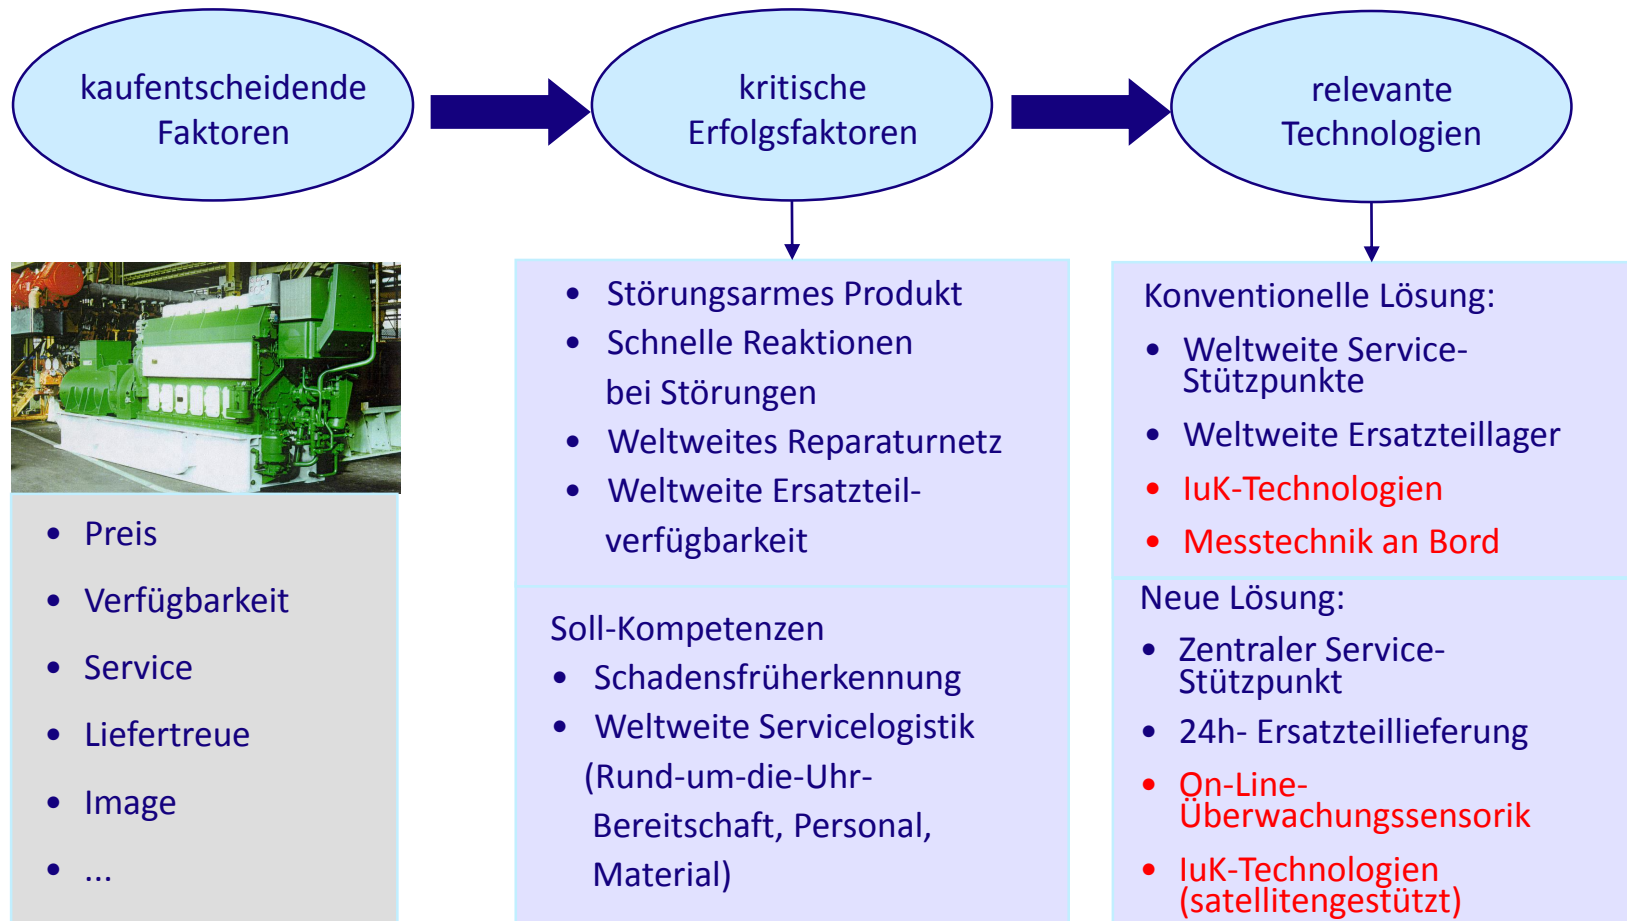 kaufentscheidende
Faktoren
kritische
Erfolgsfaktoren
relevante
Technologien
• Preis
• Verfügbarkeit
• Service
• Liefertreue
• Image
• ...
• Störungsarmes Produkt
• Schnelle Reaktionen
bei Störungen
• Weltweites Reparaturnetz
• Weltweite Ersatzteil-
verfügbarkeit
Soll-Kompetenzen
• Schadensfrüherkennung
• Weltweite Servicelogistik
(Rund-um-die-Uhr-
Bereitschaft, Personal,
Material)
Konventionelle Lösung:
• Weltweite Service-
Stützpunkte
• Weltweite Ersatzteillager
• IuK-Technologien
• Messtechnik an Bord
Neue Lösung:
• Zentraler Service-
Stützpunkt
• 24h- Ersatzteillieferung
• On-Line-
Überwachungssensorik
• IuK-Technologien
(satellitengestützt)